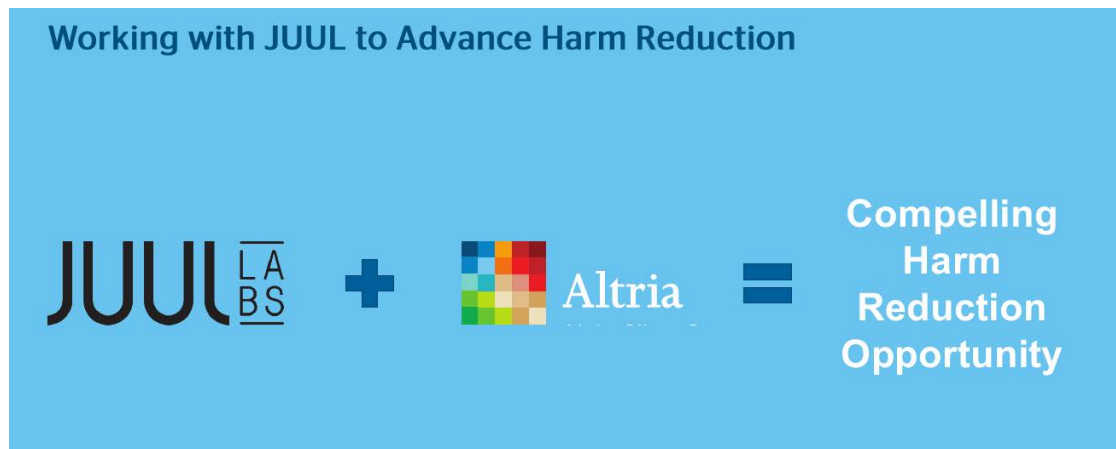 Working with JUUL to Advance Harm Reduction
JUUL LABS
Altria
Compelling
Harm
Reduction
Opportunity